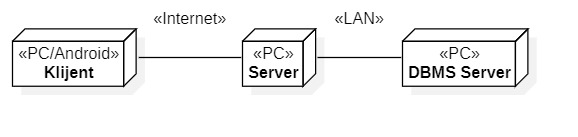 «Internet»
«LAN»
«PC/Android»
Klijent
«PC»
Server
«PC»
DBMS Server